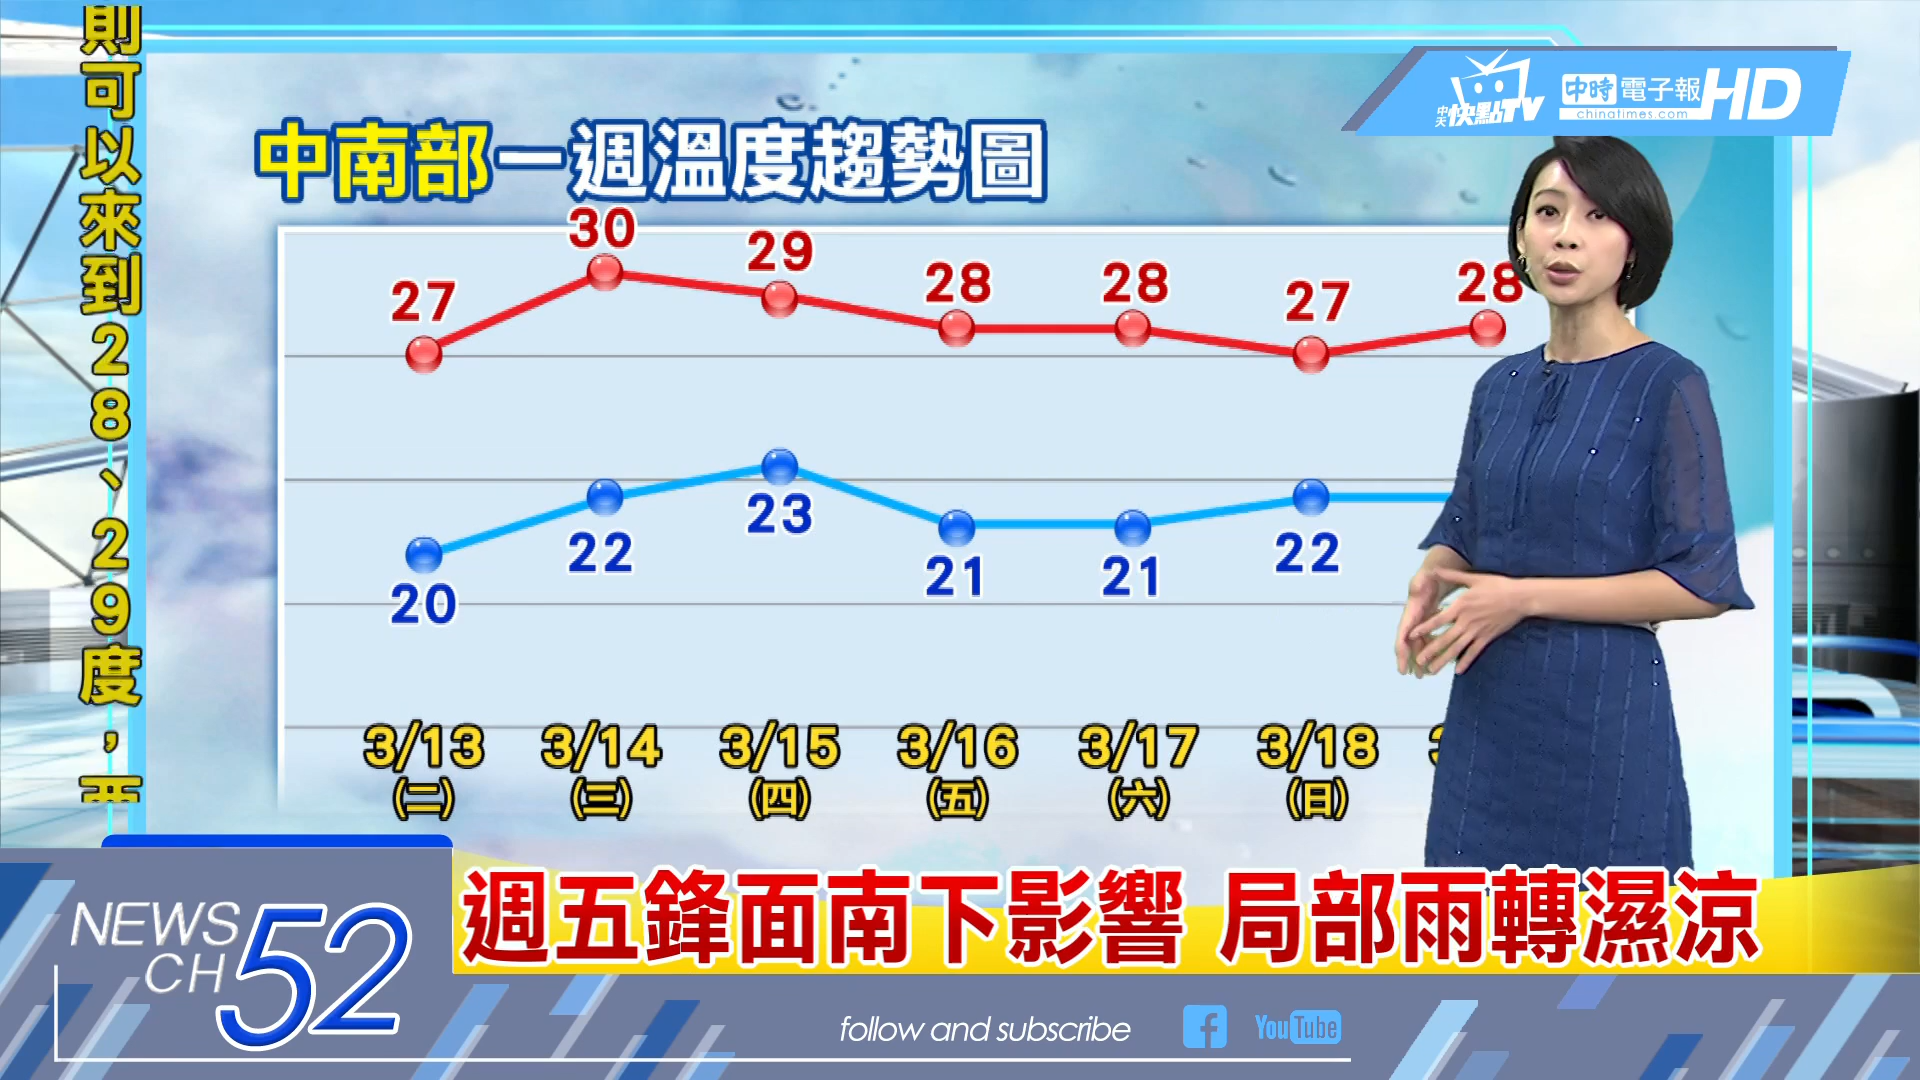 則可以來到28、29度，西
中天快點TV
中時電子報HD
chinatimes.com
中南部一週溫度趨勢圖
27 30 29 28 28 27 28
20 22 23 21 21 22
3/13 3/14 3/15 3/16 3/17 3/18
(二) (三) (四) (五) (六) (日)
週五鋒面南下影響 局部雨轉濕涼
NEWS
CH 52
follow and subscribe
YouTube